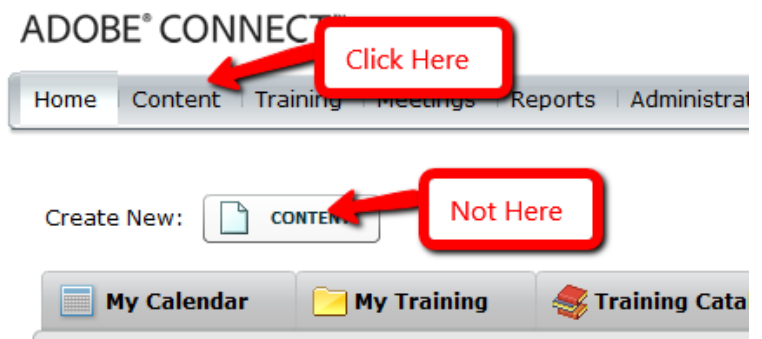 ADOBE® CONNECT™
Click Here
Home Content Training Meetings Reports Administrat
Not Here
Create New: CONTENT
My Calendar My Training Training Cata